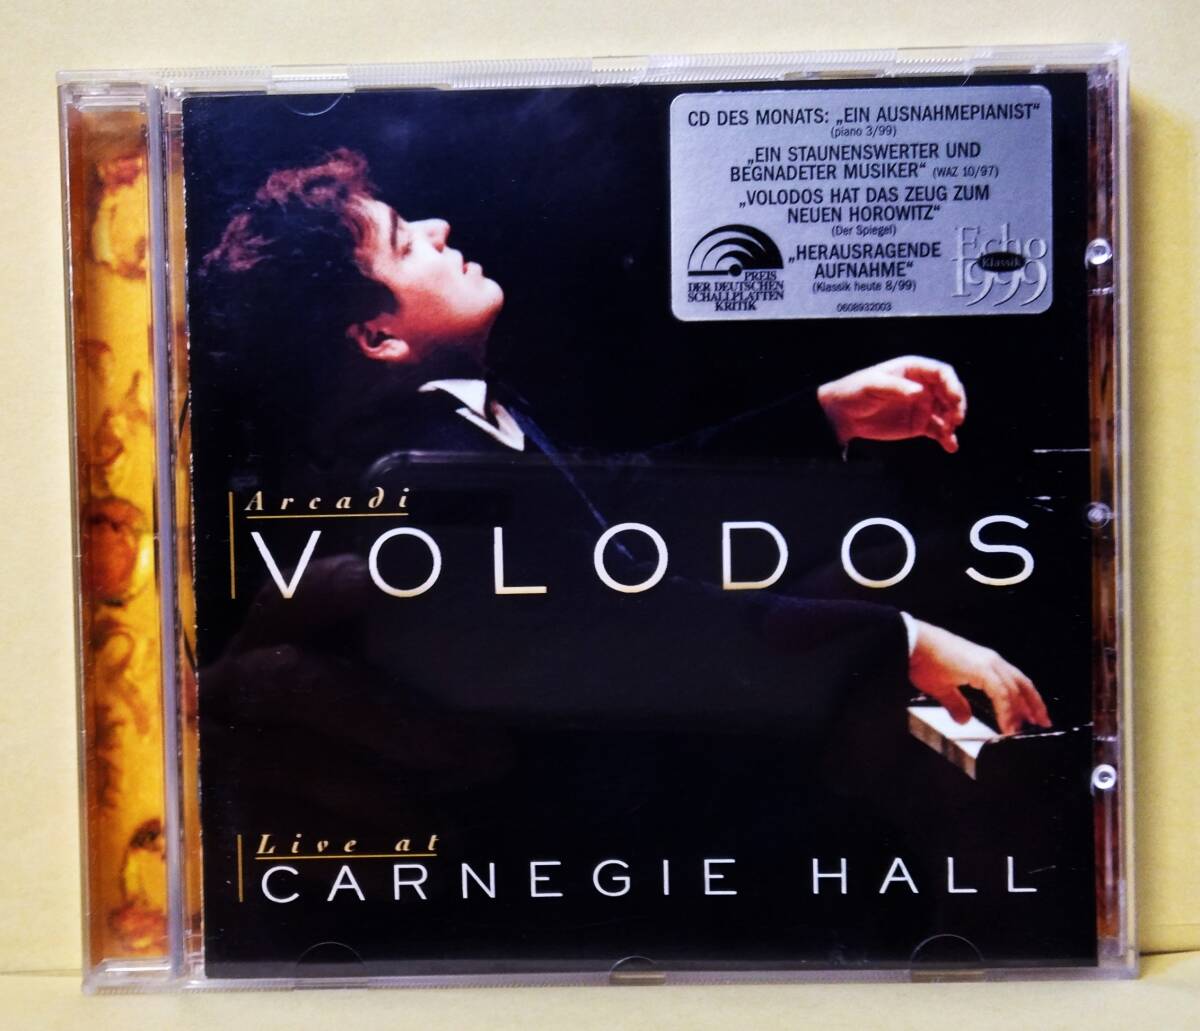 CD DES MONATS: „EIN AUSNAHMEPIANIST“
(piano 3/99)
„EIN STAUNENSWERTER UND
BEGNADETER MUSIKER“ (WAZ 10/97)
„VOLODOS HAT DAS ZEUG ZUM
NEUEN HOROWITZ“
(Der Spiegel)
„HERAUSRAGENDE
AUFNAHME“
(Klassik heute 8/99)
0608932003
PREIS
DER DEUTSCHEN
SCHALLPLATTEN
KRITIK
Echo
Klassik
1999
Arcadi
VOLODOS
Live at
CARNEGIE HALL